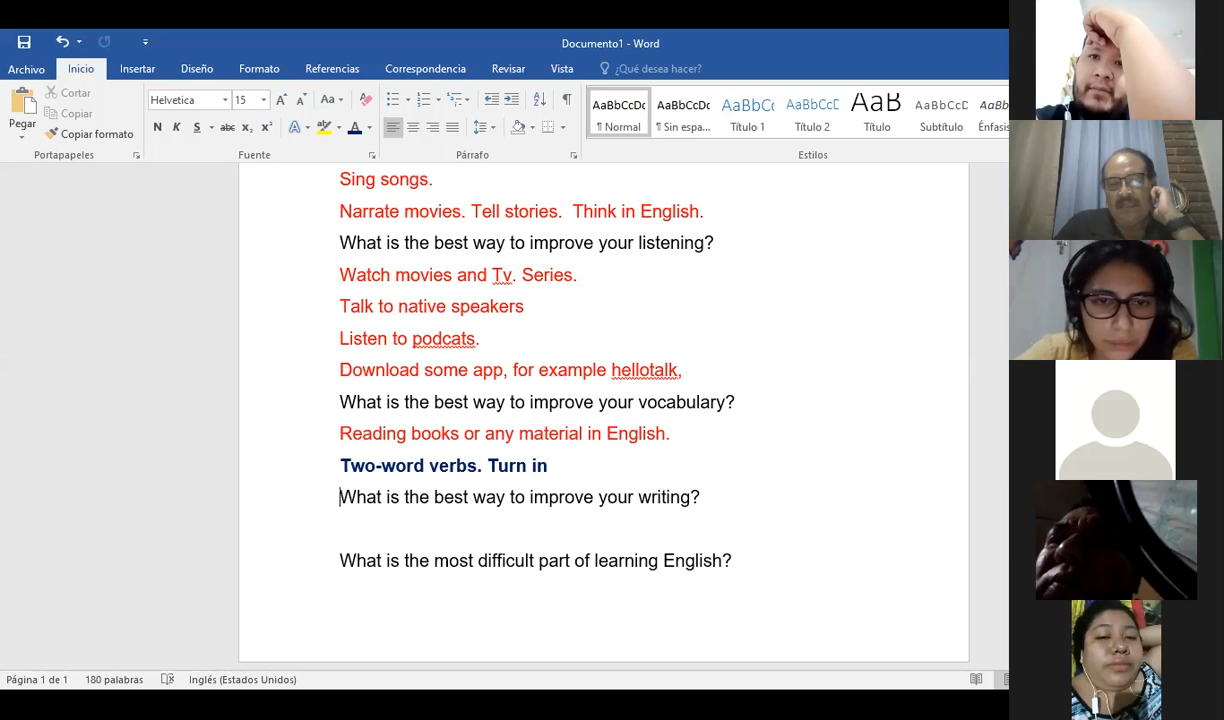 Documento1 - Word
Archivo Inicio Insertar Diseño Formato Referencias Correspondencia Revisar Vista ¿Qué desea hacer?
Pegar
Cortar
Copiar
Copiar formato
Portapapeles
Helvetica 15
Aa
N K S abc x₂ x²
Fuente
Párrafo
AaBbCcDc AaBbCcDc AaBbCc AaBbCcD AaB AaBbCcD AaBb
¶ Normal ¶ Sin espa... Título 1 Título 2 Título Subtítulo Énfasis
Estilos
Sing songs.
Narrate movies. Tell stories.  Think in English.
What is the best way to improve your listening?
Watch movies and Tv. Series.
Talk to native speakers
Listen to podcats.
Download some app, for example hellotalk,
What is the best way to improve your vocabulary?
Reading books or any material in English.
Two-word verbs. Turn in
What is the best way to improve your writing?
What is the most difficult part of learning English?
Página 1 de 1 180 palabras Inglés (Estados Unidos)